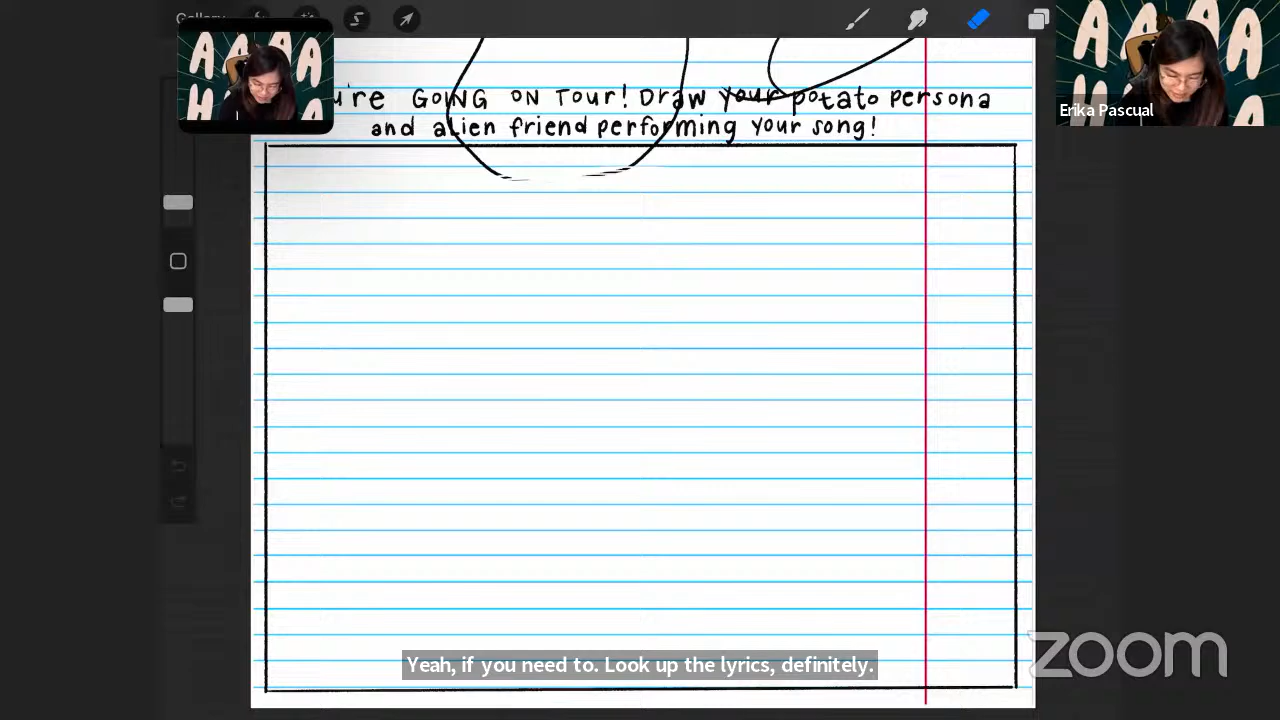 Gallery
Erika Pascual
u're GOING ON TOUR! Draw your potato persona
and alien friend performing your song!
Yeah, if you need to. Look up the lyrics, definitely.
zoom